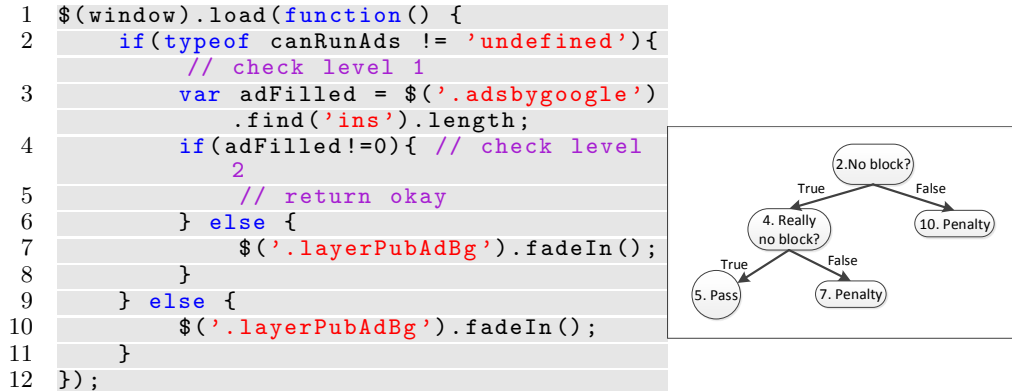 1 $(window).load(function() {
2 if(typeof canRunAds != ’undefined’){
// check level 1
3 var adFilled = $(’.adsbygoogle’)
.find(’ins’).length;
4 if(adFilled!=0){ // check level
2
5 // return okay
6 } else {
7 $(’.layerPubAdBg’).fadeIn();
8 }
9 } else {
10 $(’.layerPubAdBg’).fadeIn();
11 }
12 });
2.No block?
True
False
4. Really
no block?
10. Penalty
True
False
5. Pass
7. Penalty